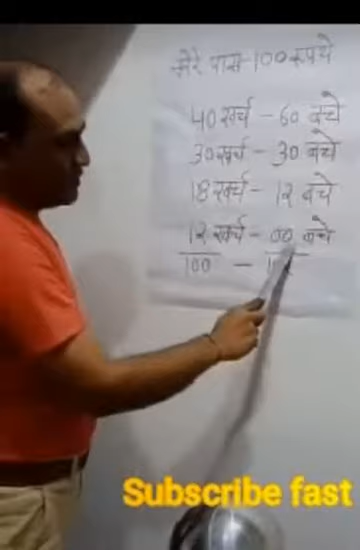 मेरे पास-100 रूपये
40 खर्च - 60 बचे
30 खर्च - 30 बचे
18 खर्च - 12 बचे
12 खर्च - 00 बचे
100 -
Subscribe fast